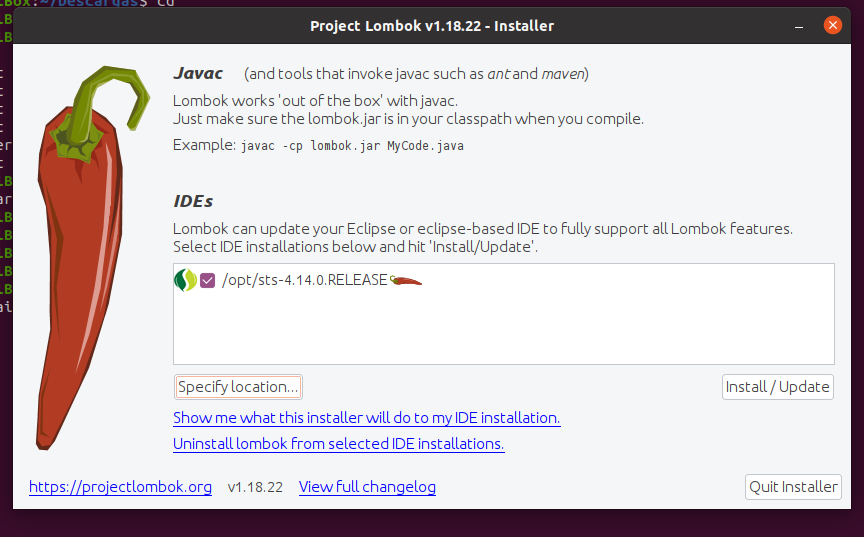 Box:~/Descargas$ cd
Project Lombok v1.18.22 - Installer
Javac (and tools that invoke javac such as ant and maven)
Lombok works 'out of the box' with javac.
Just make sure the lombok.jar is in your classpath when you compile.
Example: javac -cp lombok.jar MyCode.java
IDEs
Lombok can update your Eclipse or eclipse-based IDE to fully support all Lombok features.
Select IDE installations below and hit 'Install/Update'.
/opt/sts-4.14.0.RELEASE
Specify location...
Install / Update
Show me what this installer will do to my IDE installation.
Uninstall lombok from selected IDE installations.
https://projectlombok.org v1.18.22 View full changelog
Quit Installer